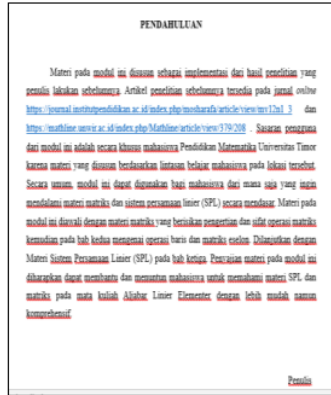 PENDAHULUAN
Materi pada modul ini disusun sebagai implementasi dari hasil penelitian yang
penulis lakukan sebelumnya. Artikel penelitian sebelumnya tersedia pada jurnal online
https://journal.institutpendidikan.ac.id/index.php/mosharafa/article/view/mv12n1_3 dan
https://mathline.unwir.ac.id/index.php/Mathline/article/view/379/208 . Sasaran pengguna
dari modul ini adalah secara khusus mahasiswa Pendidikan Matematika Universitas Timor
karena materi yang disusun berdasarkan lintasan belajar mahasiswa pada lokasi tersebut.
Secara umum, modul ini dapat digunakan bagi mahasiswa dari mana saja yang ingin
mendalami materi matriks dan sistem persamaan linier (SPL) secara mendasar. Materi pada
modul ini diawali dengan materi matriks yang berisikan pengertian dan sifat operasi matriks
kemudian pada bab kedua mengenai operasi baris dan matriks eselon. Dilanjutkan dengan
Materi Sistem Persamaan Linier (SPL) pada bab ketiga. Penyajian materi pada modul ini
diharapkan dapat membantu dan menuntun mahasiswa untuk memahami materi SPL dan
matriks pada mata kuliah Aljabar Linier Elementer dengan lebih mudah namun
komprehensif.
Penulis